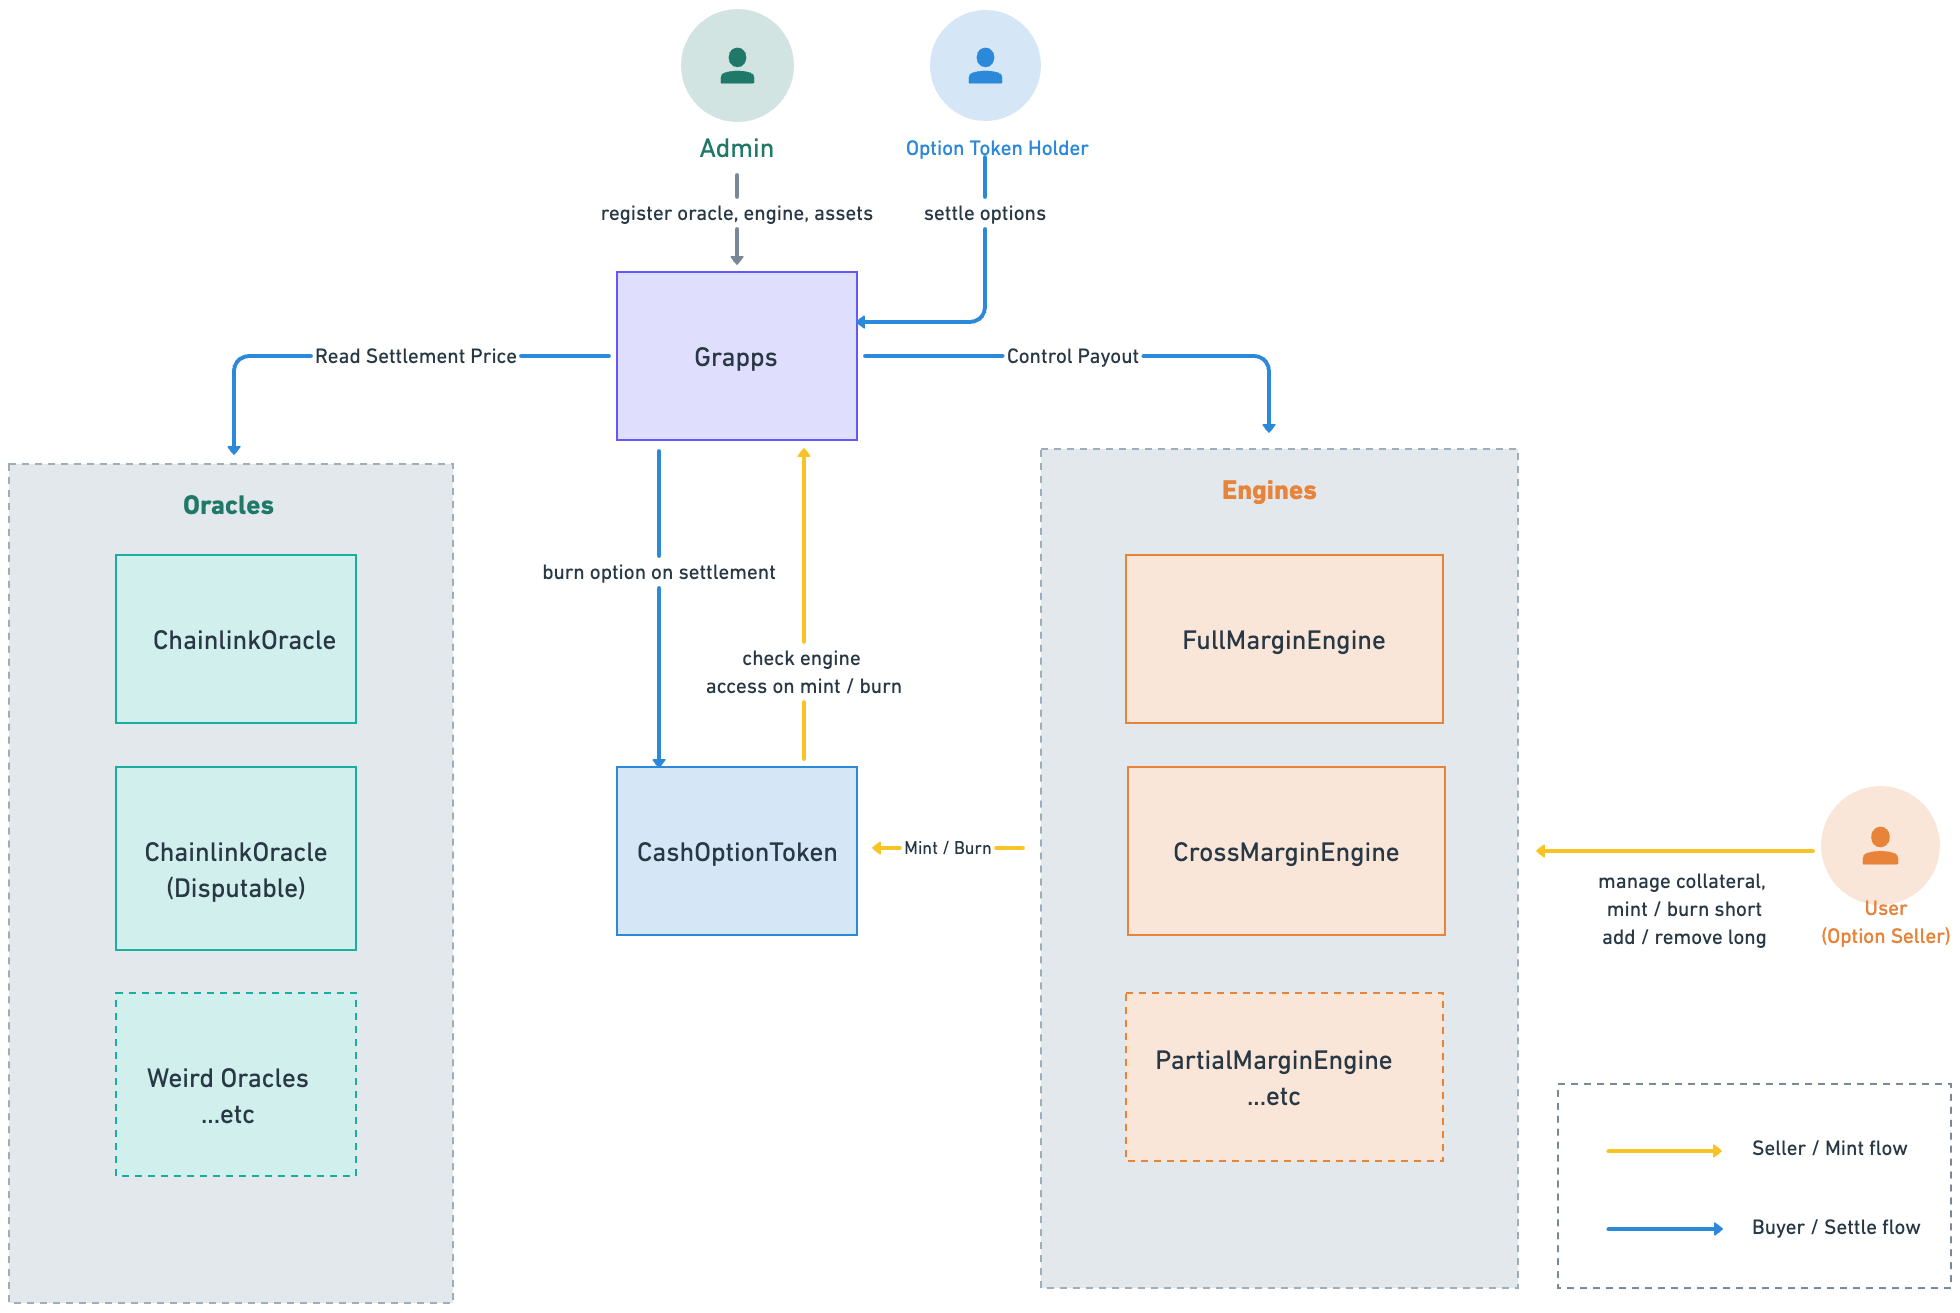 Admin
Option Token Holder
register oracle, engine, assets
settle options
Grapps
Read Settlement Price
Control Payout
Oracles
ChainlinkOracle
ChainlinkOracle
(Disputable)
Weird Oracles
...etc
burn option on settlement
check engine
access on mint / burn
CashOptionToken
Mint / Burn
Engines
FullMarginEngine
CrossMarginEngine
PartialMarginEngine
...etc
manage collateral,
mint / burn short
add / remove long
User
(Option Seller)
Seller / Mint flow
Buyer / Settle flow